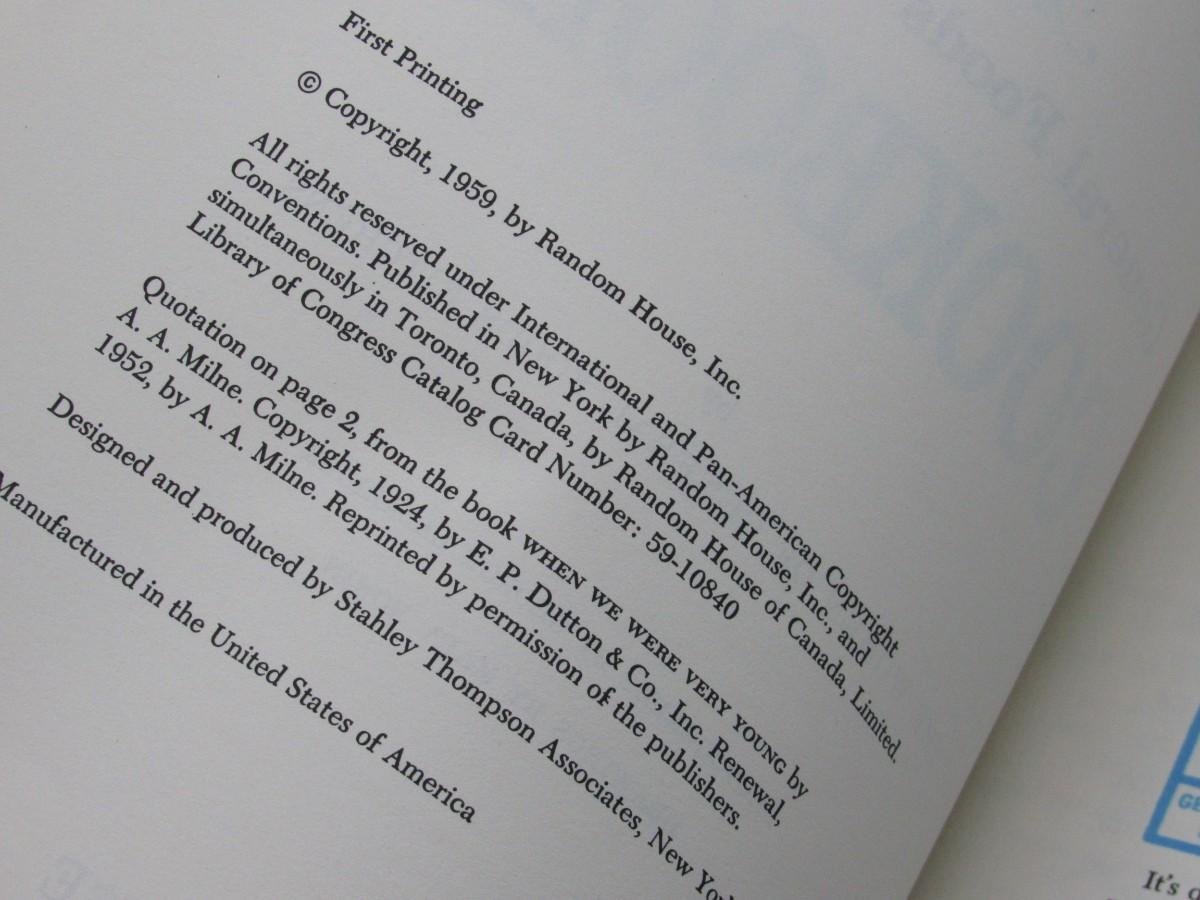 First Printing
© Copyright, 1959, by Random House, Inc.
All rights reserved under International and Pan-American Copyright
Conventions. Published in New York by Random House, Inc., and
simultaneously in Toronto, Canada, by Random House of Canada, Limited.
Library of Congress Catalog Card Number: 59-10840
Quotation on page 2, from the book WHEN WE WERE VERY YOUNG by
A. A. Milne. Copyright, 1924, by E. P. Dutton & Co., Inc. Renewal,
1952, by A. A. Milne. Reprinted by permission of the publishers.
Designed and produced by Stahley Thompson Associates, New Yor
Manufactured in the United States of America
GE
It's